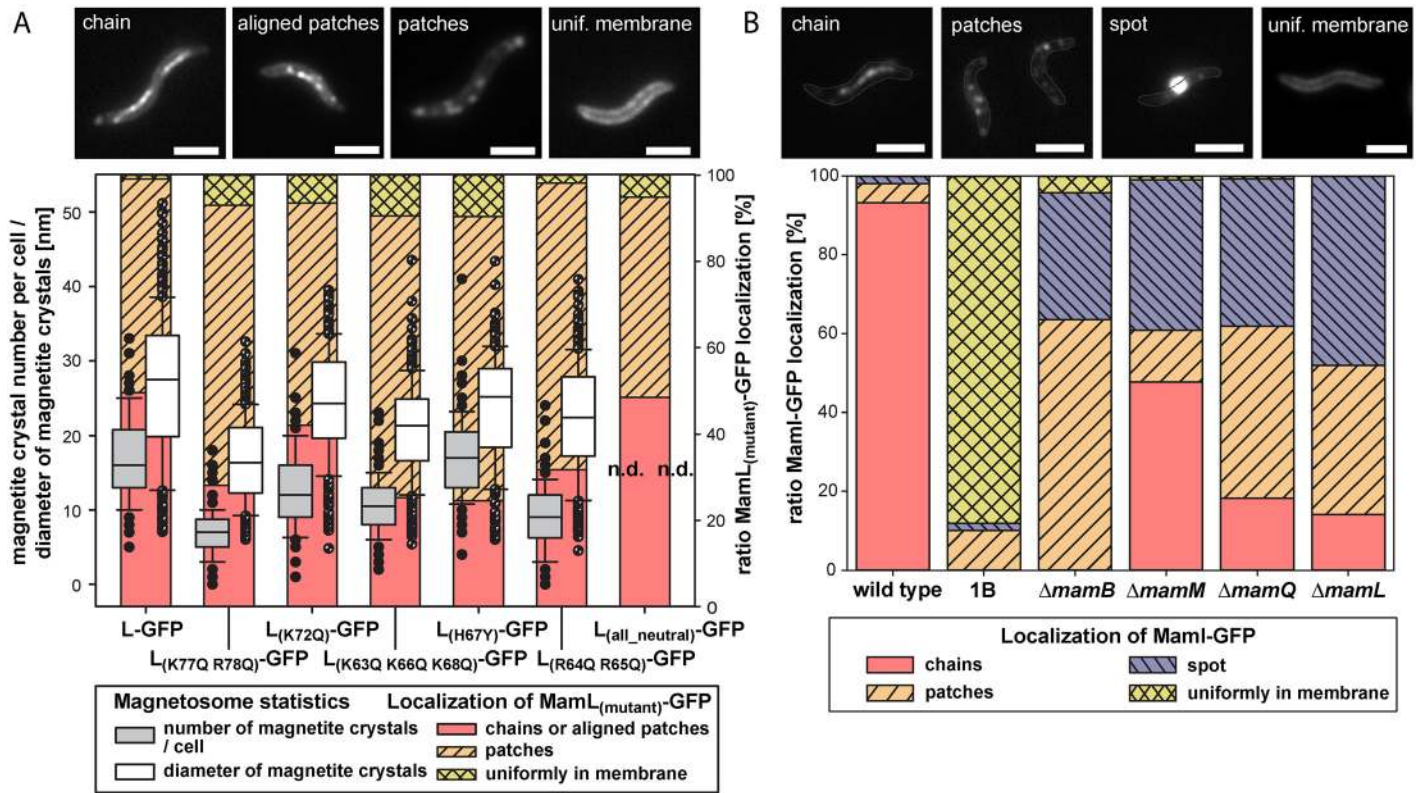 A
chain
aligned patches
patches
unif. membrane
magnetite crystal number per cell /
diameter of magnetite crystals [nm]
50
40
30
20
10
0
100
80
60
40
20
0
ratio MamL(mutant)-GFP localization [%]
n.d. n.d.
L-GFP
L(K72Q)-GFP
L(H67Y)-GFP
L(all_neutral)-GFP
L(K77Q R78Q)-GFP
L(K63Q K66Q K68Q)-GFP
L(R64Q R65Q)-GFP
Magnetosome statistics
number of magnetite crystals
/ cell
diameter of magnetite crystals
Localization of MamL(mutant)-GFP
chains or aligned patches
patches
uniformly in membrane
B
chain
patches
spot
unif. membrane
ratio MamI-GFP localization [%]
100
80
60
40
20
0
wild type
1B
ΔmamB
ΔmamM
ΔmamQ
ΔmamL
Localization of MamI-GFP
chains
patches
spot
uniformly in membrane